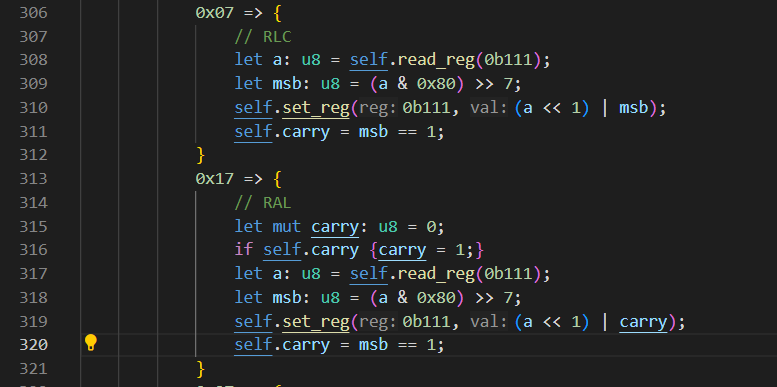 306 0x07 => {
307 // RLC
308 let a: u8 = self.read_reg(0b111);
309 let msb: u8 = (a & 0x80) >> 7;
310 self.set_reg(reg: 0b111, val: (a << 1) | msb);
311 self.carry = msb == 1;
312 }
313 0x17 => {
314 // RAL
315 let mut carry: u8 = 0;
316 if self.carry {carry = 1;}
317 let a: u8 = self.read_reg(0b111);
318 let msb: u8 = (a & 0x80) >> 7;
319 self.set_reg(reg: 0b111, val: (a << 1) | carry);
320 self.carry = msb == 1;
321 }